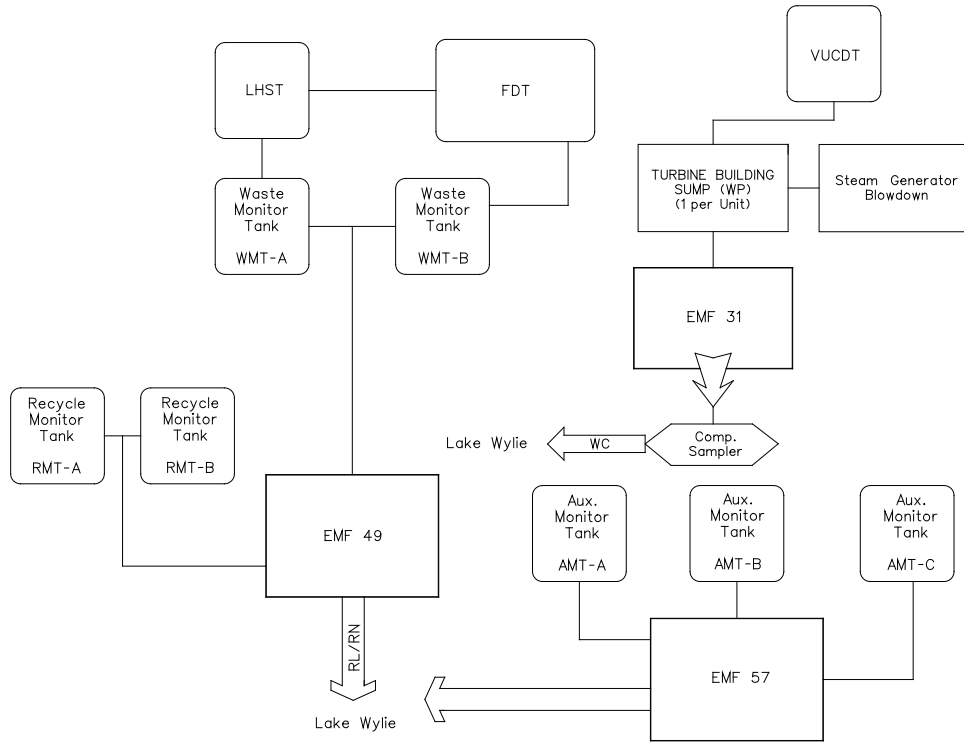 LHST
FDT
VUCDT
Waste
Monitor
Tank
WMT-A
Waste
Monitor
Tank
WMT-B
TURBINE BUILDING
SUMP (WP)
(1 per Unit)
Steam Generator
Blowdown
EMF 31
Recycle
Monitor
Tank
RMT-A
Recycle
Monitor
Tank
RMT-B
Lake Wylie
WC
Comp.
Sampler
EMF 49
Aux.
Monitor
Tank
AMT-A
Aux.
Monitor
Tank
AMT-B
Aux.
Monitor
Tank
AMT-C
RL/RN
EMF 57
Lake Wylie